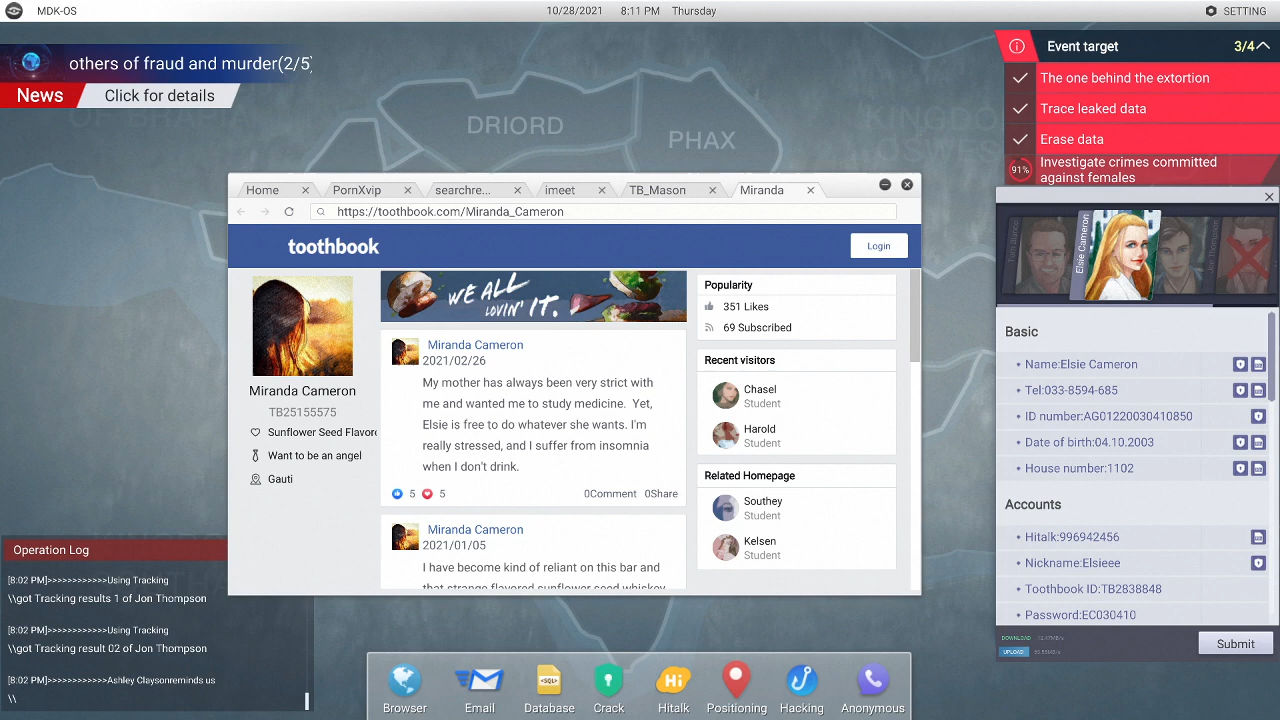 MDK-OS
10/28/2021 8:11 PM Thursday
SETTING
others of fraud and murder(2/5)
News Click for details
DRIORD
PHAX
Event target 3/4
The one behind the extortion
Trace leaked data
Erase data
91% Investigate crimes committed
against females
Home
PornXvip
searchre...
imeet
TB_Mason
Miranda
https://toothbook.com/Miranda_Cameron
toothbook
Login
Miranda Cameron
TB25155575
Sunflower Seed Flavor
Want to be an angel
Gauti
WE ALL
LOVIN' IT.
Miranda Cameron
2021/02/26
My mother has always been very strict with
me and wanted me to study medicine. Yet,
Elsie is free to do whatever she wants. I'm
really stressed, and I suffer from insomnia
when I don't drink.
5 5 0Comment 0Share
Miranda Cameron
2021/01/05
I have become kind of reliant on this bar and
that strange flavored sunflower seed whiskey
Popularity
351 Likes
69 Subscribed
Recent visitors
Chasel
Student
Harold
Student
Related Homepage
Southey
Student
Kelsen
Student
Elsie Cameron
Basic
Name:Elsie Cameron
Tel:033-8594-685
ID number:AG01220030410850
Date of birth:04.10.2003
House number:1102
Accounts
Hitalk:996942456
Nickname:Elsieee
Toothbook ID:TB2838848
Password:EC030410
DOWNLOAD
UPLOAD
Submit
Operation Log
[8:02 PM]>>>>>>>>>>>>Using Tracking
\\got Tracking results 1 of Jon Thompson
[8:02 PM]>>>>>>>>>>>>Using Tracking
\\got Tracking result 02 of Jon Thompson
[8:02 PM]>>>>>>>>>>>>Ashley Claysonreminds us
\\
Browser
Email
<SQL>
Database
Crack
Hi
Hitalk
Positioning
Hacking
Anonymous